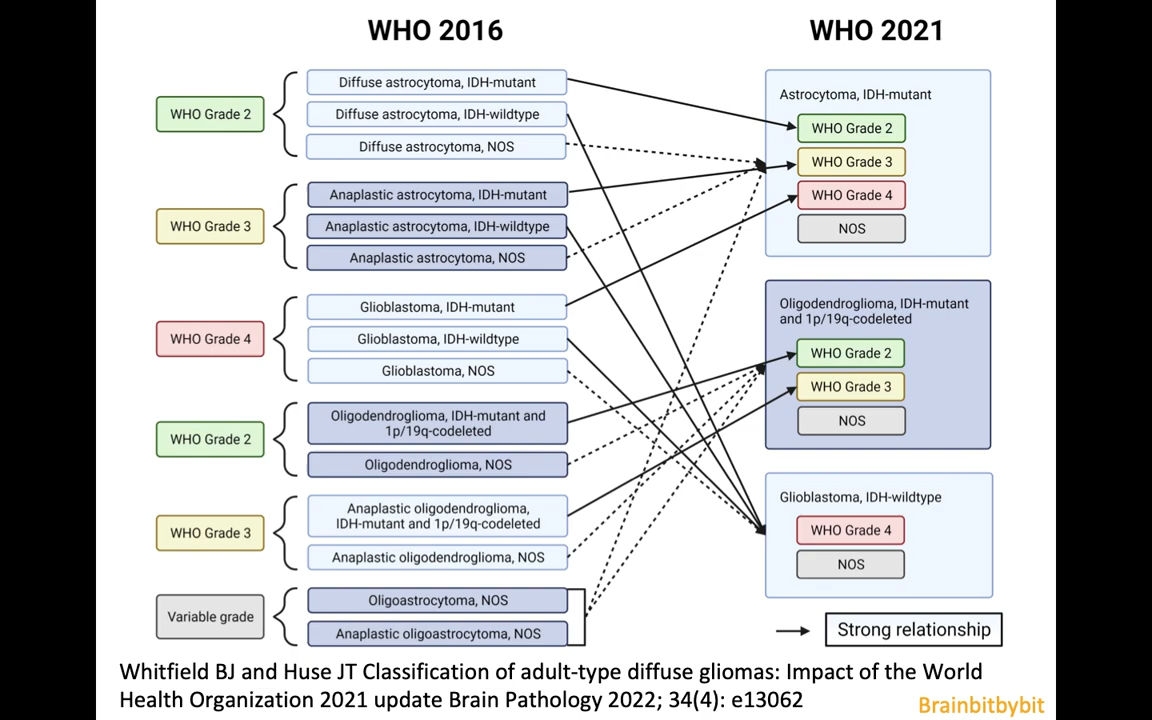 WHO 2016
WHO 2021
WHO Grade 2
Diffuse astrocytoma, IDH-mutant
Diffuse astrocytoma, IDH-wildtype
Diffuse astrocytoma, NOS
WHO Grade 3
Anaplastic astrocytoma, IDH-mutant
Anaplastic astrocytoma, IDH-wildtype
Anaplastic astrocytoma, NOS
WHO Grade 4
Glioblastoma, IDH-mutant
Glioblastoma, IDH-wildtype
Glioblastoma, NOS
WHO Grade 2
Oligodendroglioma, IDH-mutant and
1p/19q-codeleted
Oligodendroglioma, NOS
WHO Grade 3
Anaplastic oligodendroglioma,
IDH-mutant and 1p/19q-codeleted
Anaplastic oligodendroglioma, NOS
Variable grade
Oligoastrocytoma, NOS
Anaplastic oligoastrocytoma, NOS
Astrocytoma, IDH-mutant
WHO Grade 2
WHO Grade 3
WHO Grade 4
NOS
Oligodendroglioma, IDH-mutant
and 1p/19q-codeleted
WHO Grade 2
WHO Grade 3
NOS
Glioblastoma, IDH-wildtype
WHO Grade 4
NOS
Strong relationship
Whitfield BJ and Huse JT Classification of adult-type diffuse gliomas: Impact of the World
Health Organization 2021 update Brain Pathology 2022; 34(4): e13062
Brainbitbybit